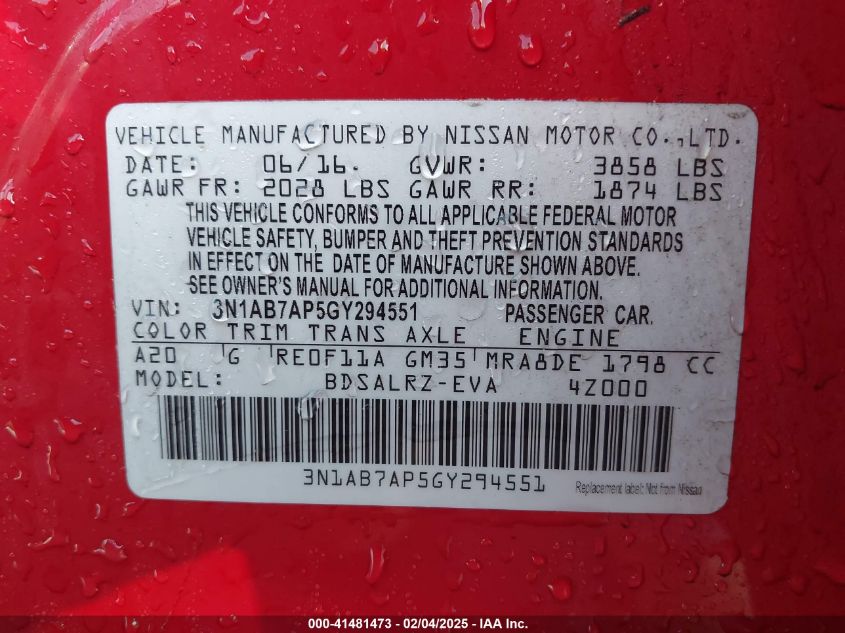 VEHICLE MANUFACTURED BY NISSAN MOTOR CO.,LTD.
DATE: 06/16. GVWR: 3858 LBS
GAWR FR: 2028 LBS GAWR RR: 1874 LBS
THIS VEHICLE CONFORMS TO ALL APPLICABLE FEDERAL MOTOR
VEHICLE SAFETY, BUMPER AND THEFT PREVENTION STANDARDS
IN EFFECT ON THE DATE OF MANUFACTURE SHOWN ABOVE.
SEE OWNER'S MANUAL FOR ADDITIONAL INFORMATION.
VIN: 3N1AB7AP5GY294551 PASSENGER CAR.
COLOR TRIM TRANS AXLE ENGINE
A20 G RE0F11A GM35 MRA8DE 1798 CC
MODEL: BDSALRZ-EVA 4Z000
3N1AB7AP5GY294551
Replacement label: Not from Nissan
000-41481473 - 02/04/2025 - IAA Inc.